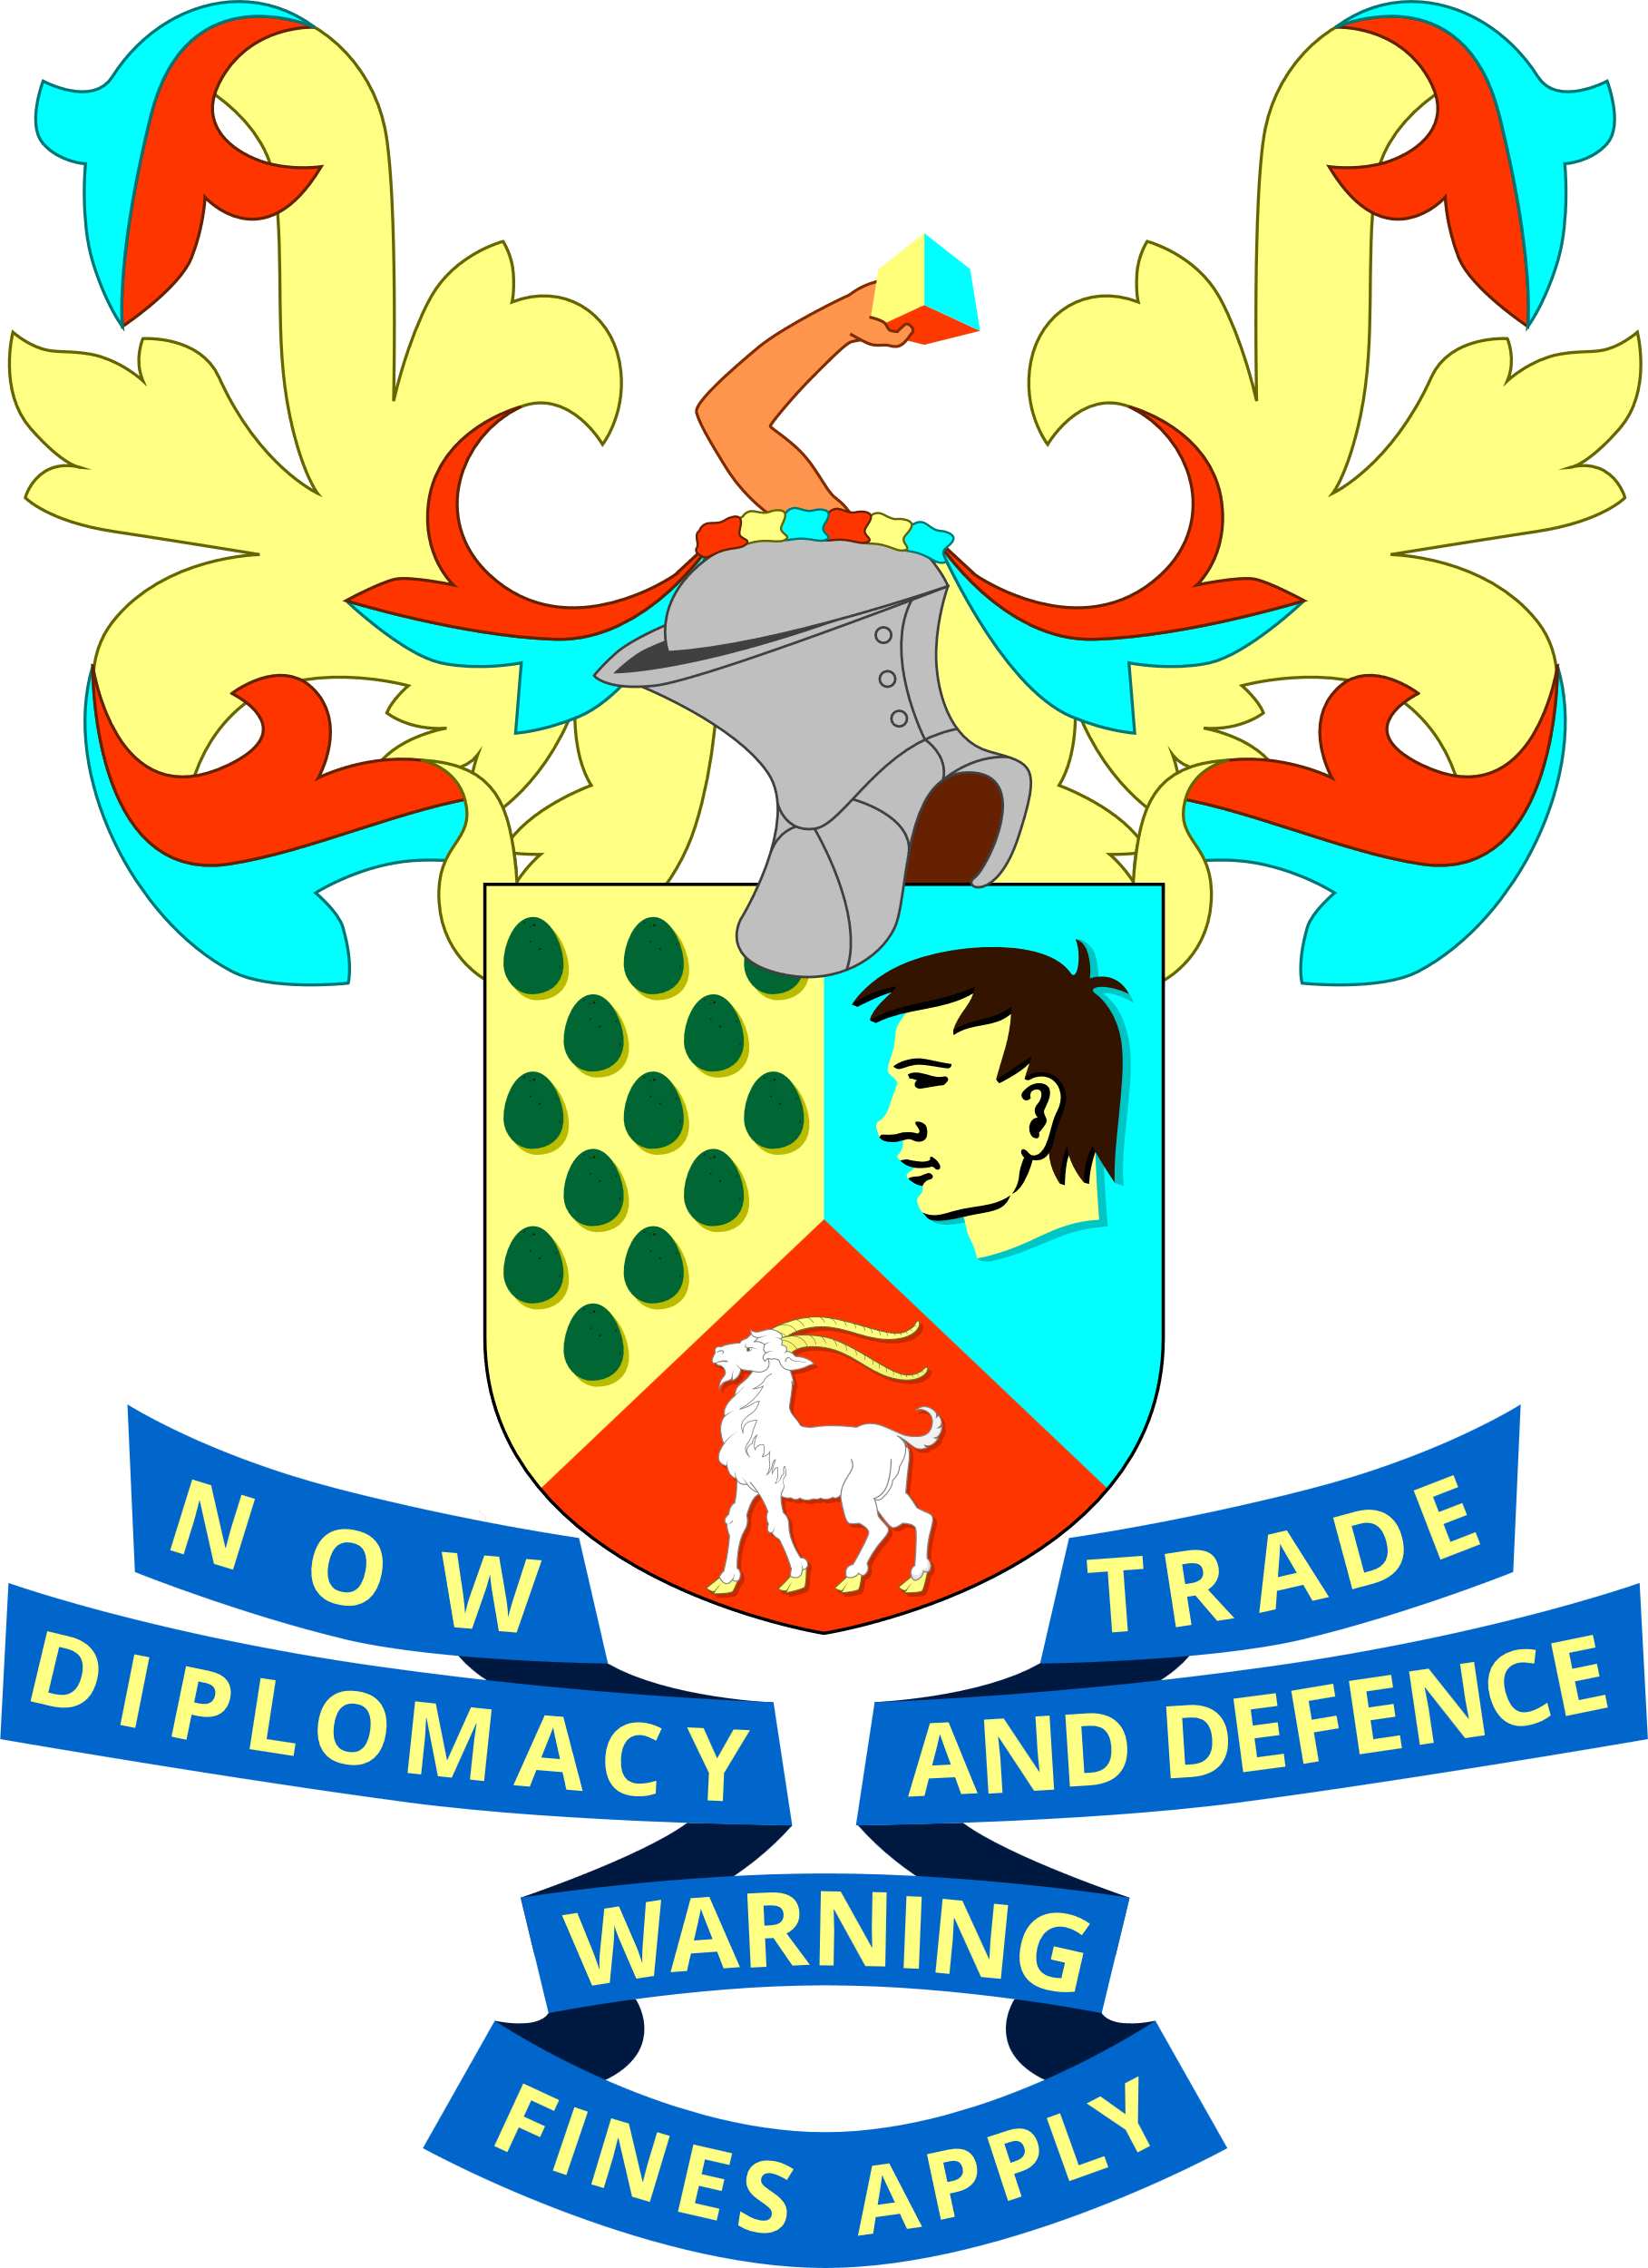 NOW TRADE
DIPLOMACY AND DEFENCE
WARNING
FINES APPLY